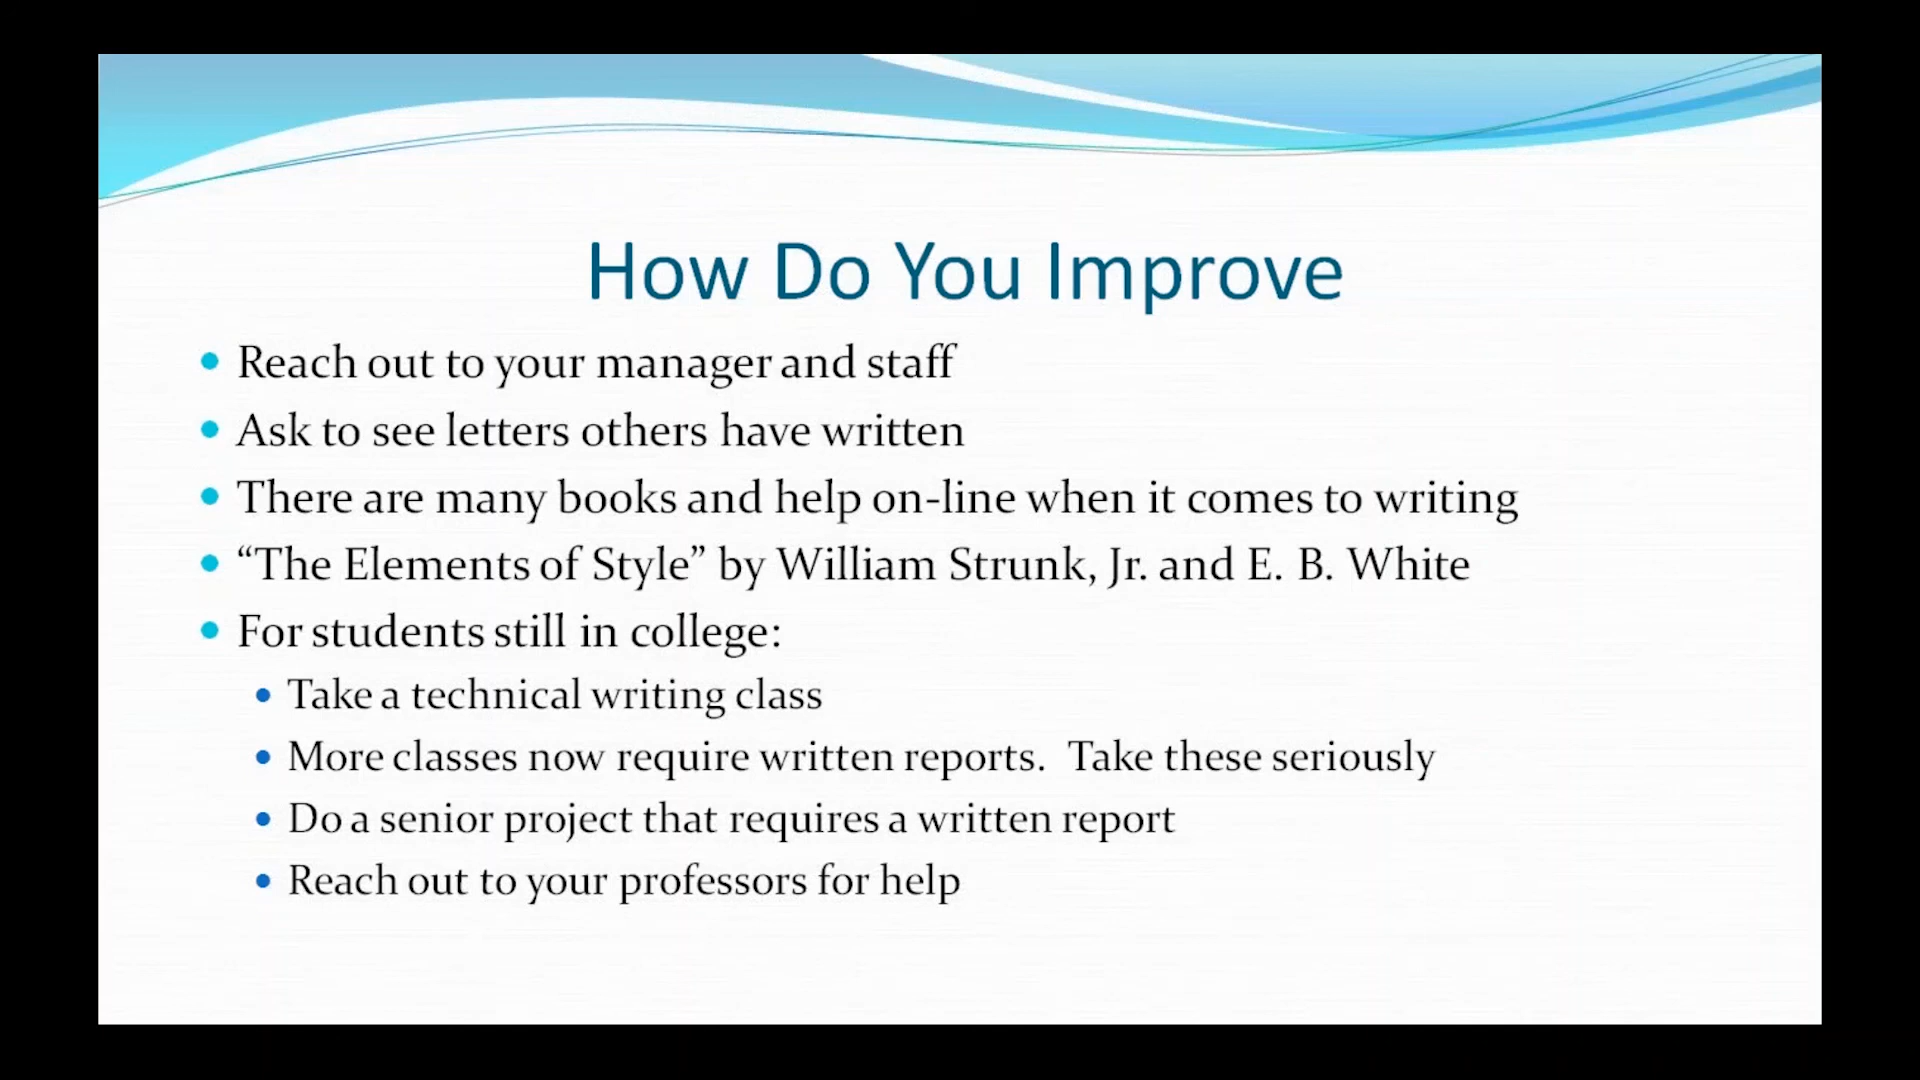 How Do You Improve
• Reach out to your manager and staff
• Ask to see letters others have written
• There are many books and help on-line when it comes to writing
• “The Elements of Style” by William Strunk, Jr. and E. B. White
• For students still in college:
• Take a technical writing class
• More classes now require written reports.  Take these seriously
• Do a senior project that requires a written report
• Reach out to your professors for help